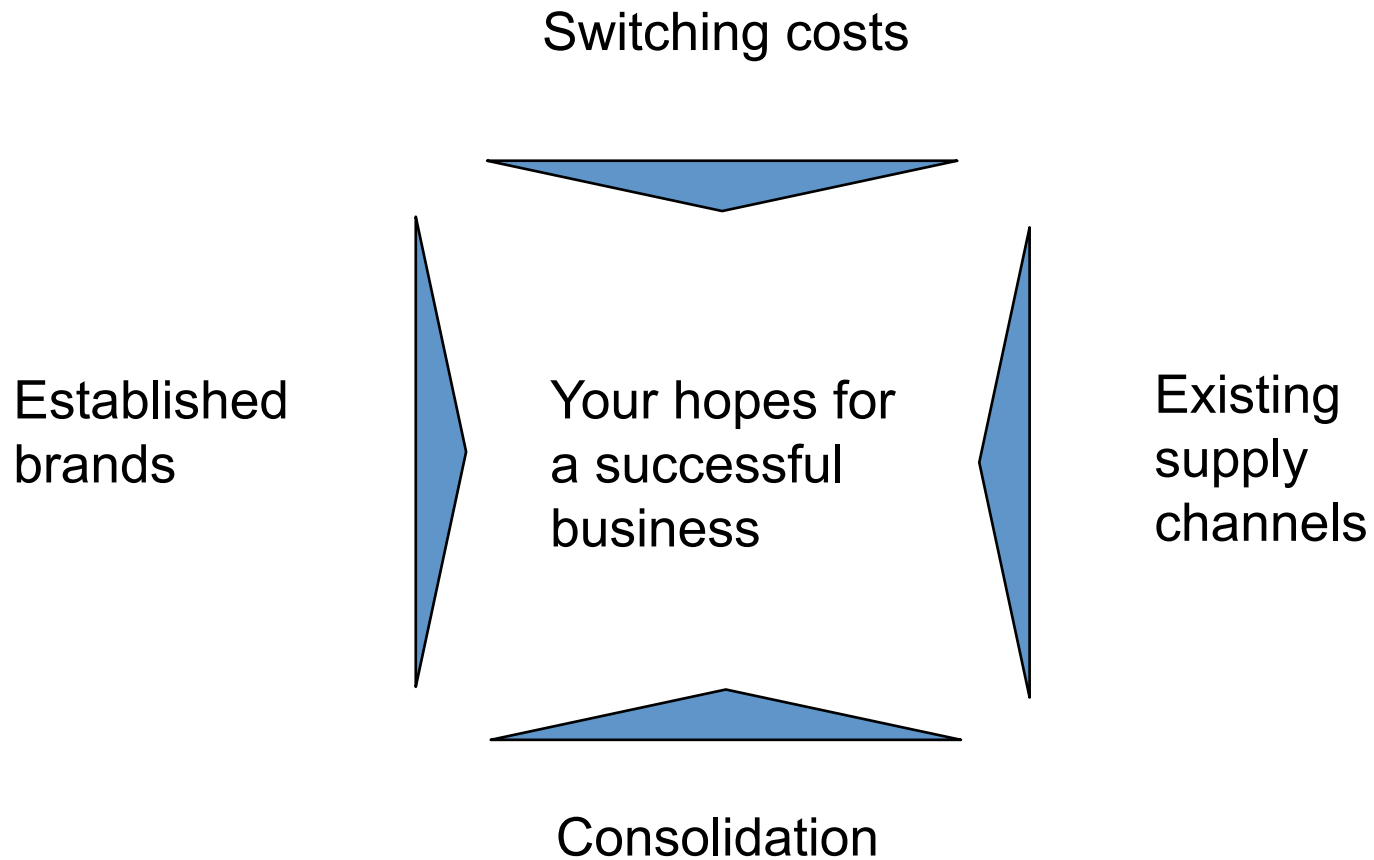 Switching costs
Established
brands
Your hopes for
a successful
business
Existing
supply
channels
Consolidation